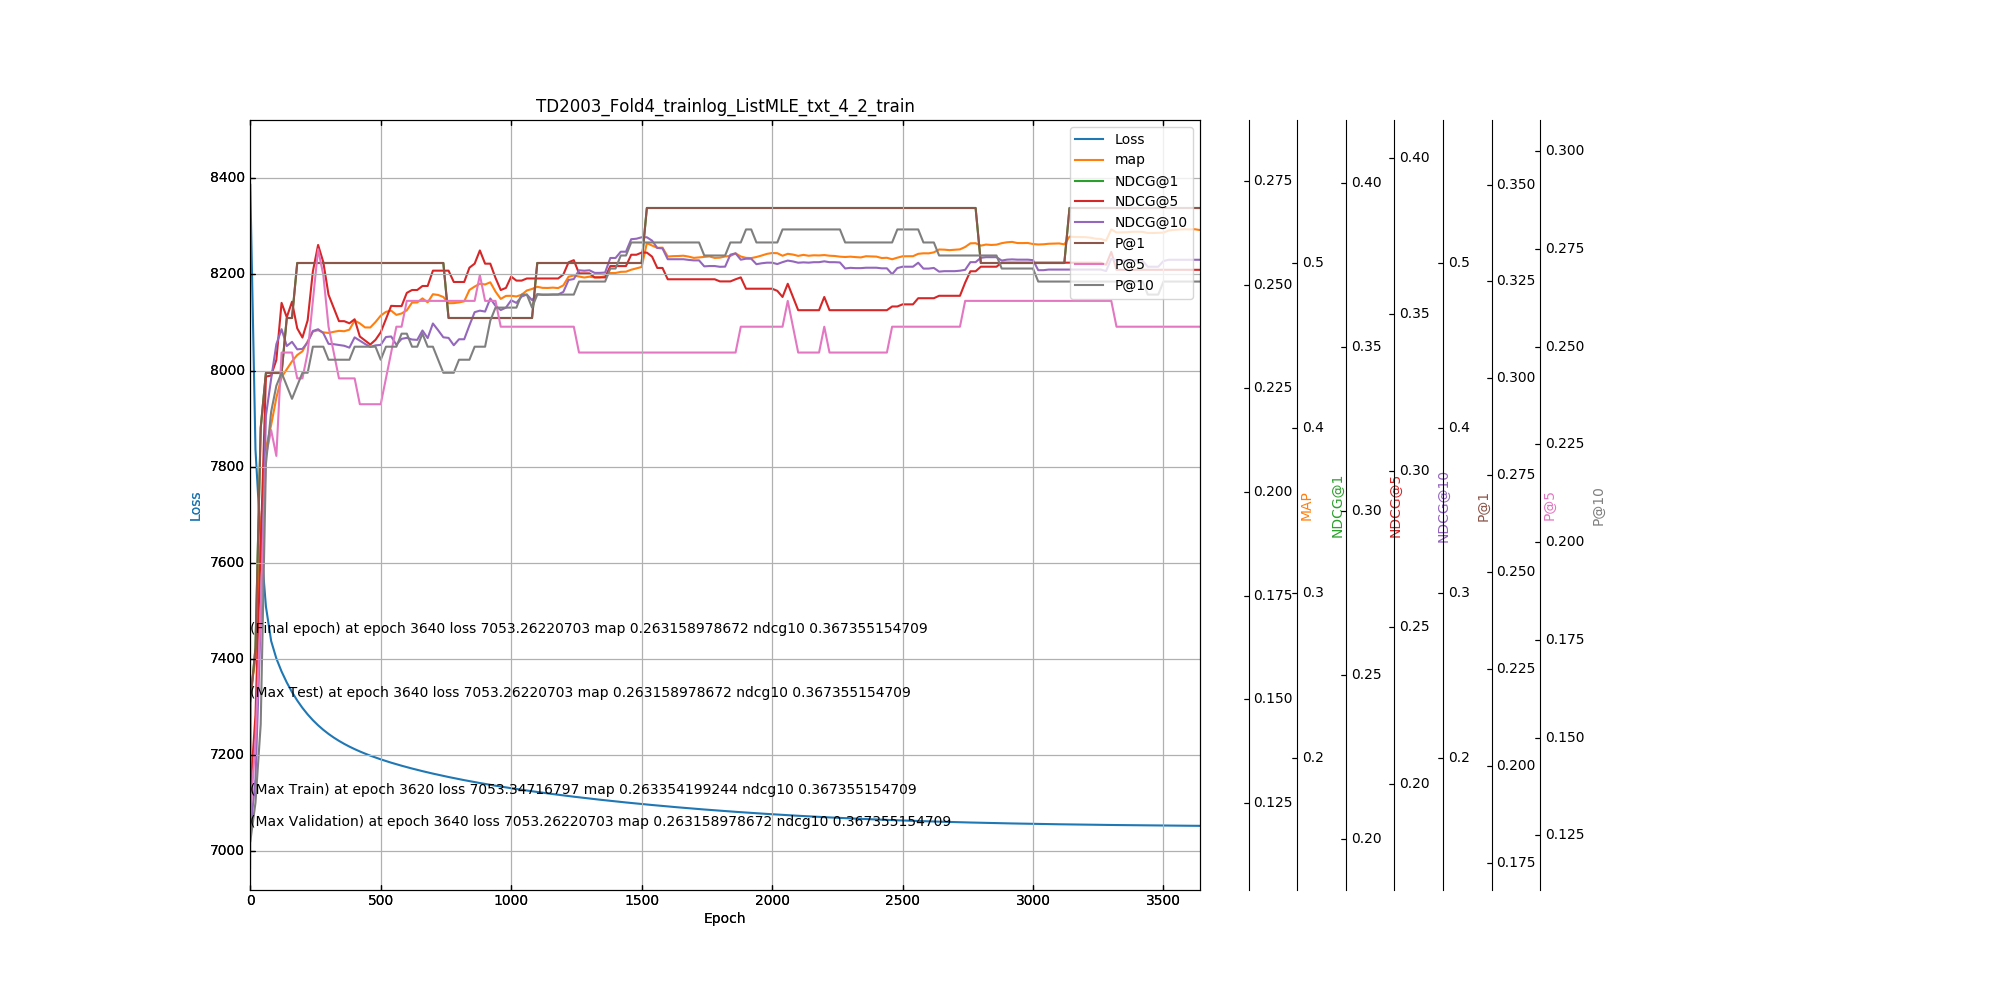 TD2003_Fold4_trainlog_ListMLE_txt_4_2_train
Loss
map
NDCG@1
NDCG@5
NDCG@10
P@1
P@5
P@10
8400
8200
8000
7800
7600
7400
7200
7000
Loss
(Final epoch) at epoch 3640 loss 7053.26220703 map 0.263158978672 ndcg10 0.367355154709
(Max Test) at epoch 3640 loss 7053.26220703 map 0.263158978672 ndcg10 0.367355154709
(Max Train) at epoch 3620 loss 7053.34716797 map 0.263354199244 ndcg10 0.367355154709
(Max Validation) at epoch 3640 loss 7053.26220703 map 0.263158978672 ndcg10 0.367355154709
0 500 1000 1500 2000 2500 3000 3500
Epoch
0.275
0.250
0.225
0.200
0.175
0.150
0.125
MAP
0.5
0.4
0.3
0.2
NDCG@1
0.40
0.35
0.30
0.25
0.20
NDCG@5
0.40
0.35
0.30
0.25
0.20
NDCG@10
0.5
0.4
0.3
0.2
P@1
0.350
0.325
0.300
0.275
0.250
0.225
0.200
0.175
P@5
0.300
0.275
0.250
0.225
0.200
0.175
0.150
0.125
P@10